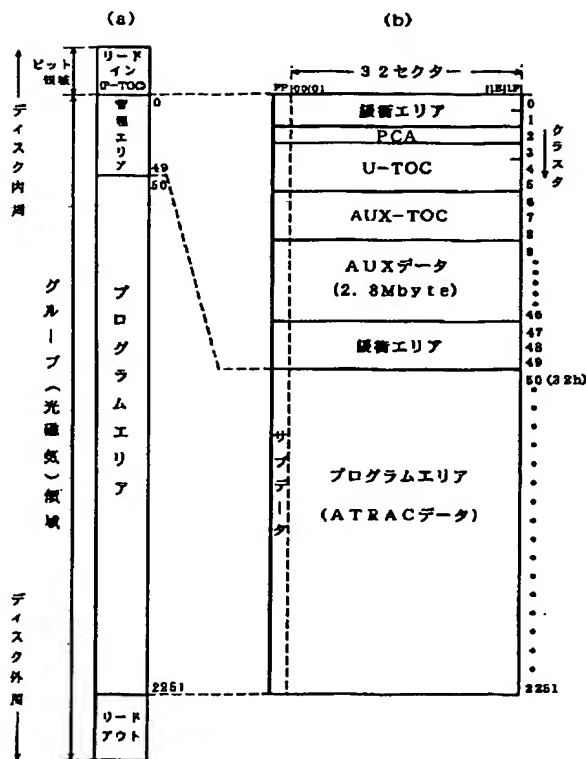 (a)
(b)
リード
イン
(P-TOC)
ピット
領域
ディスク内周
管理エリア
0
49
50
グルーブ(光磁気)領域
プログラムエリア
ディスク外周
2251
リード
アウト
32セクター
FF 00 01
1E 1F
緩衝エリア
PCA
U-TOC
AUX-TOC
AUXデータ
(2.8Mbyte)
緩衝エリア
サブデータ
プログラムエリア
(ATRACデータ)
クラスタ
0
1
2
3
4
5
6
7
8
9
46
47
48
49
50(32h)
2251